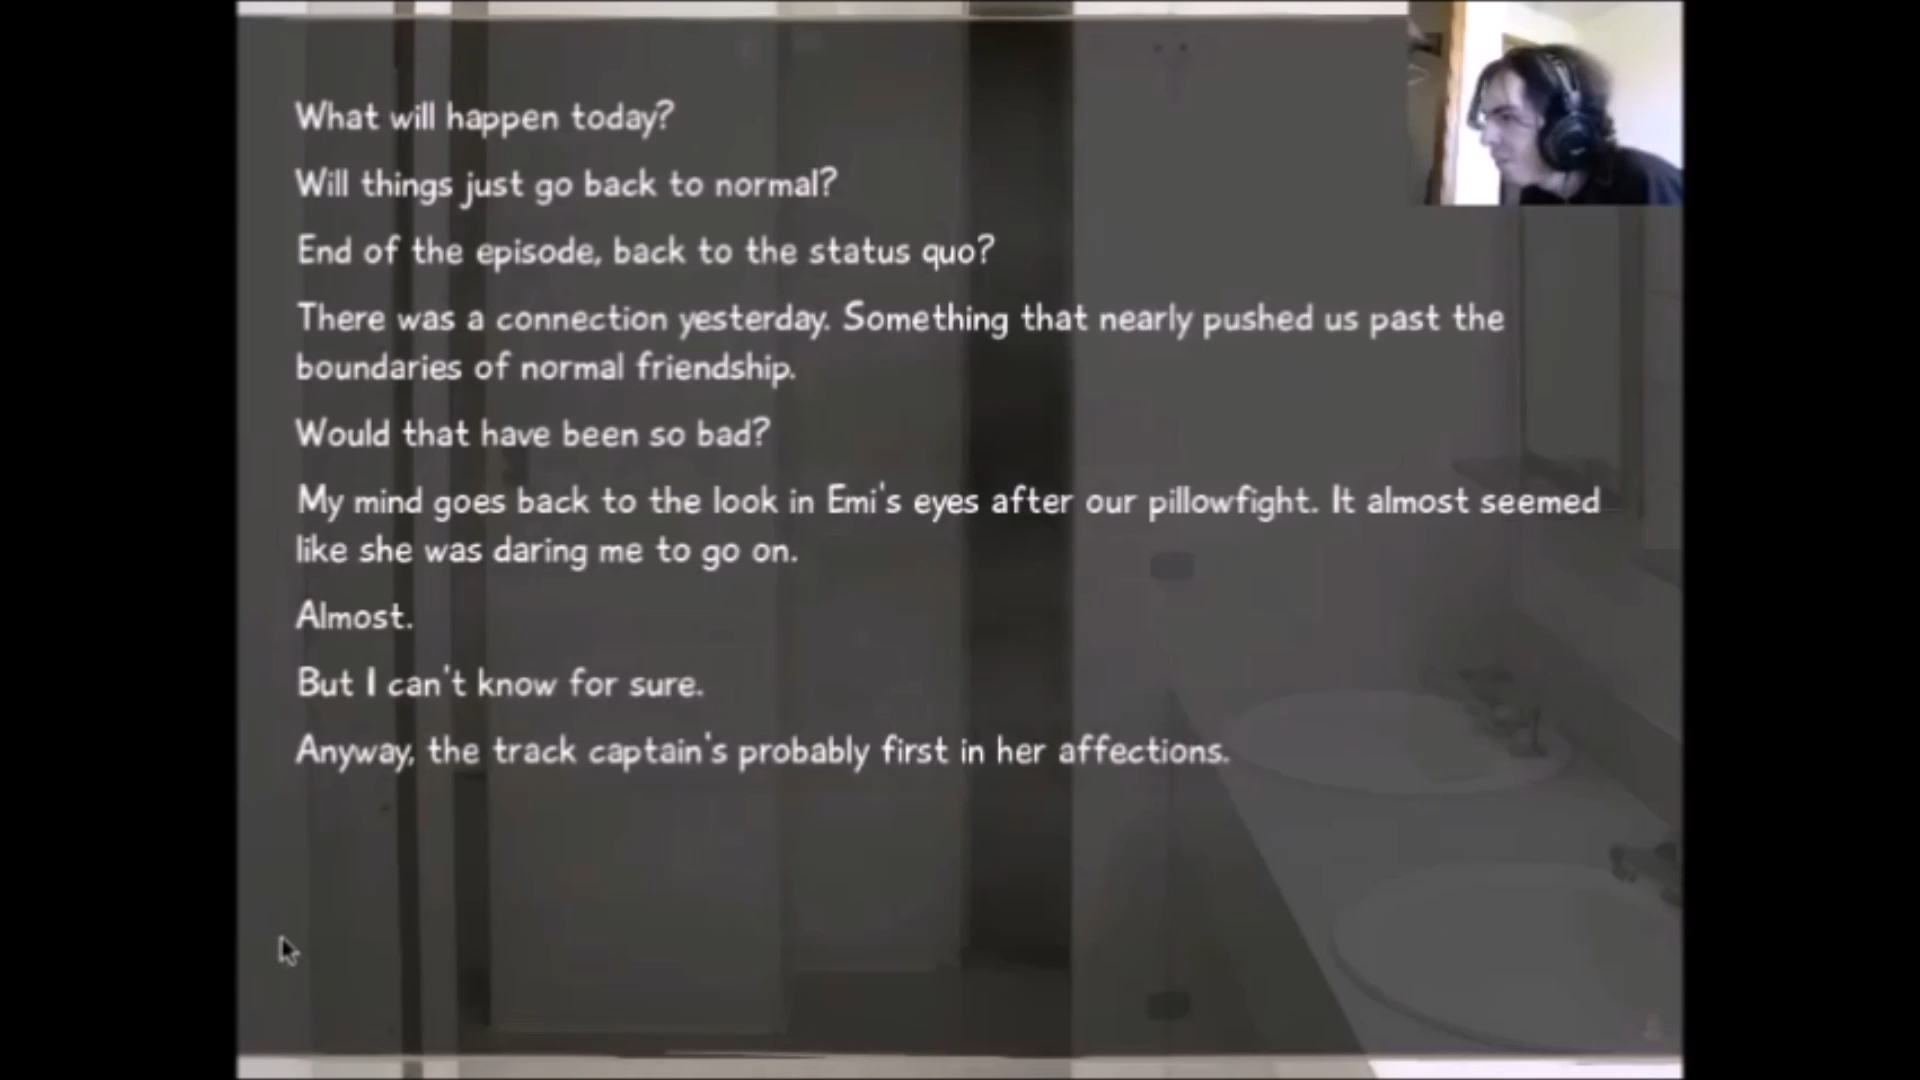 What will happen today?
Will things just go back to normal?
End of the episode, back to the status quo?
There was a connection yesterday. Something that nearly pushed us past the
boundaries of normal friendship.
Would that have been so bad?
My mind goes back to the look in Emi's eyes after our pillowfight. It almost seemed
like she was daring me to go on.
Almost.
But I can't know for sure.
Anyway, the track captain's probably first in her affections.